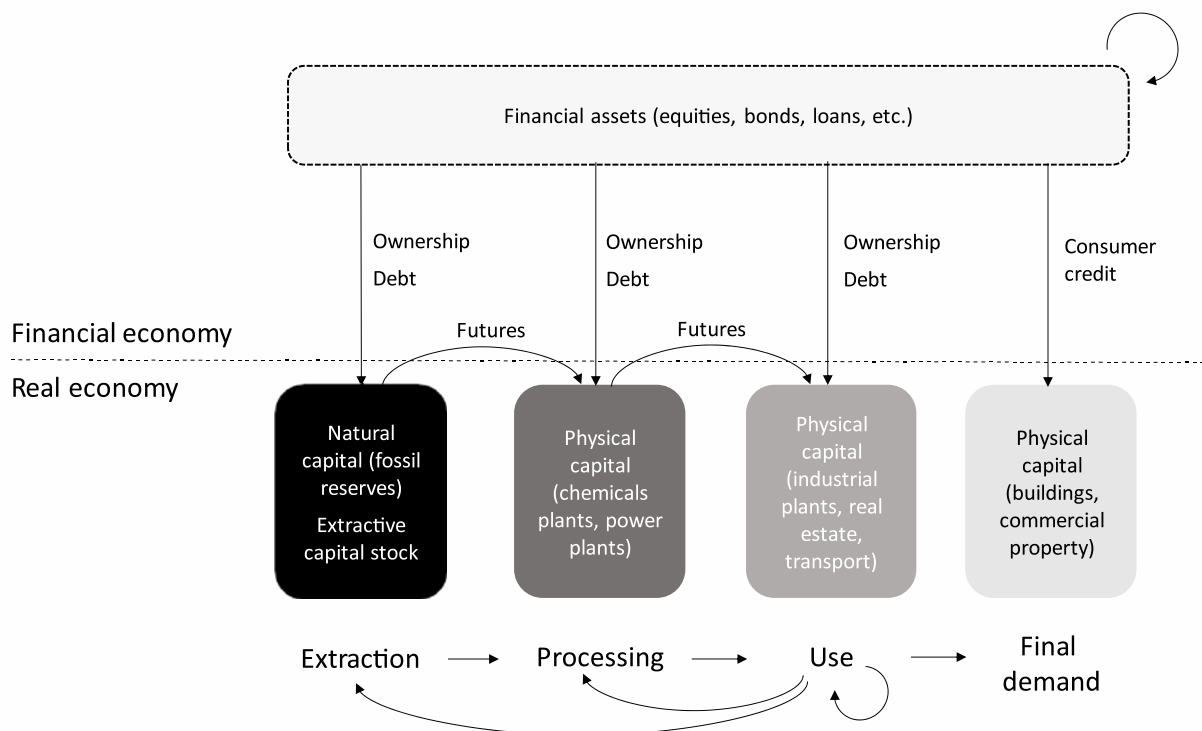 Financial assets (equities, bonds, loans, etc.)
Ownership
Debt
Ownership
Debt
Ownership
Debt
Consumer
credit
Financial economy
Futures
Futures
Real economy
Natural
capital (fossil
reserves)
Extractive
capital stock
Physical
capital
(chemicals
plants, power
plants)
Physical
capital
(industrial
plants, real
estate,
transport)
Physical
capital
(buildings,
commercial
property)
Extraction
Processing
Use
Final
demand